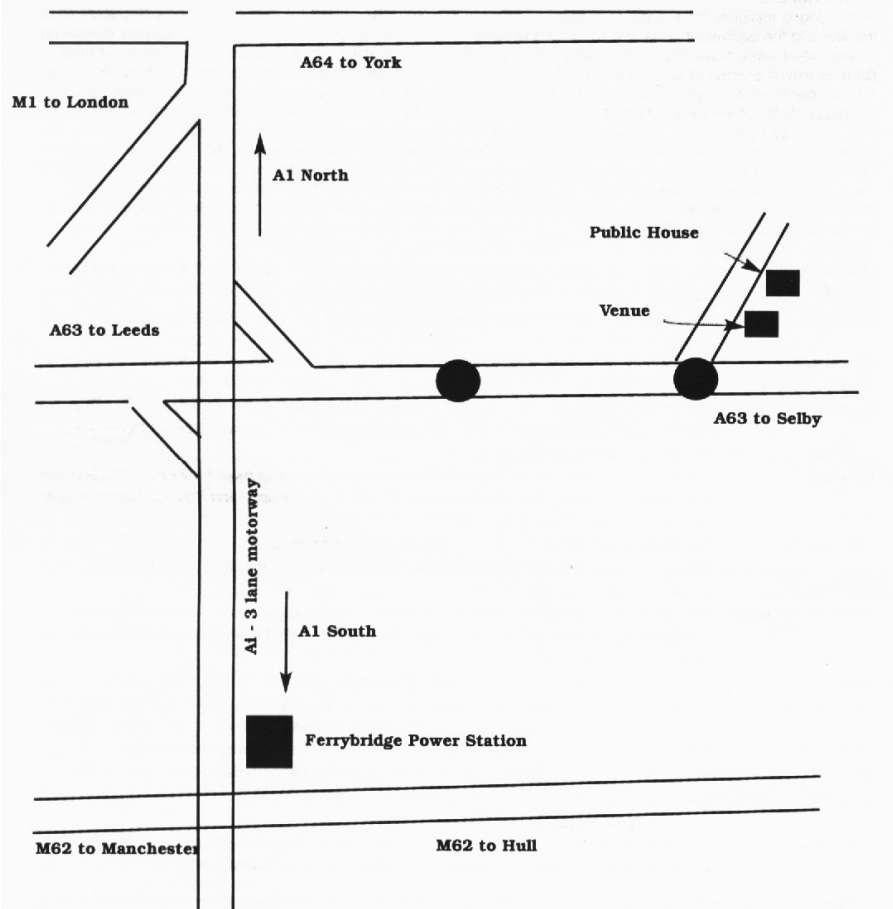 A64 to York
M1 to London
A1 North
Public House
Venue
A63 to Leeds
A63 to Selby
A1 - 3 lane motorway
A1 South
Ferrybridge Power Station
M62 to Manchester
M62 to Hull